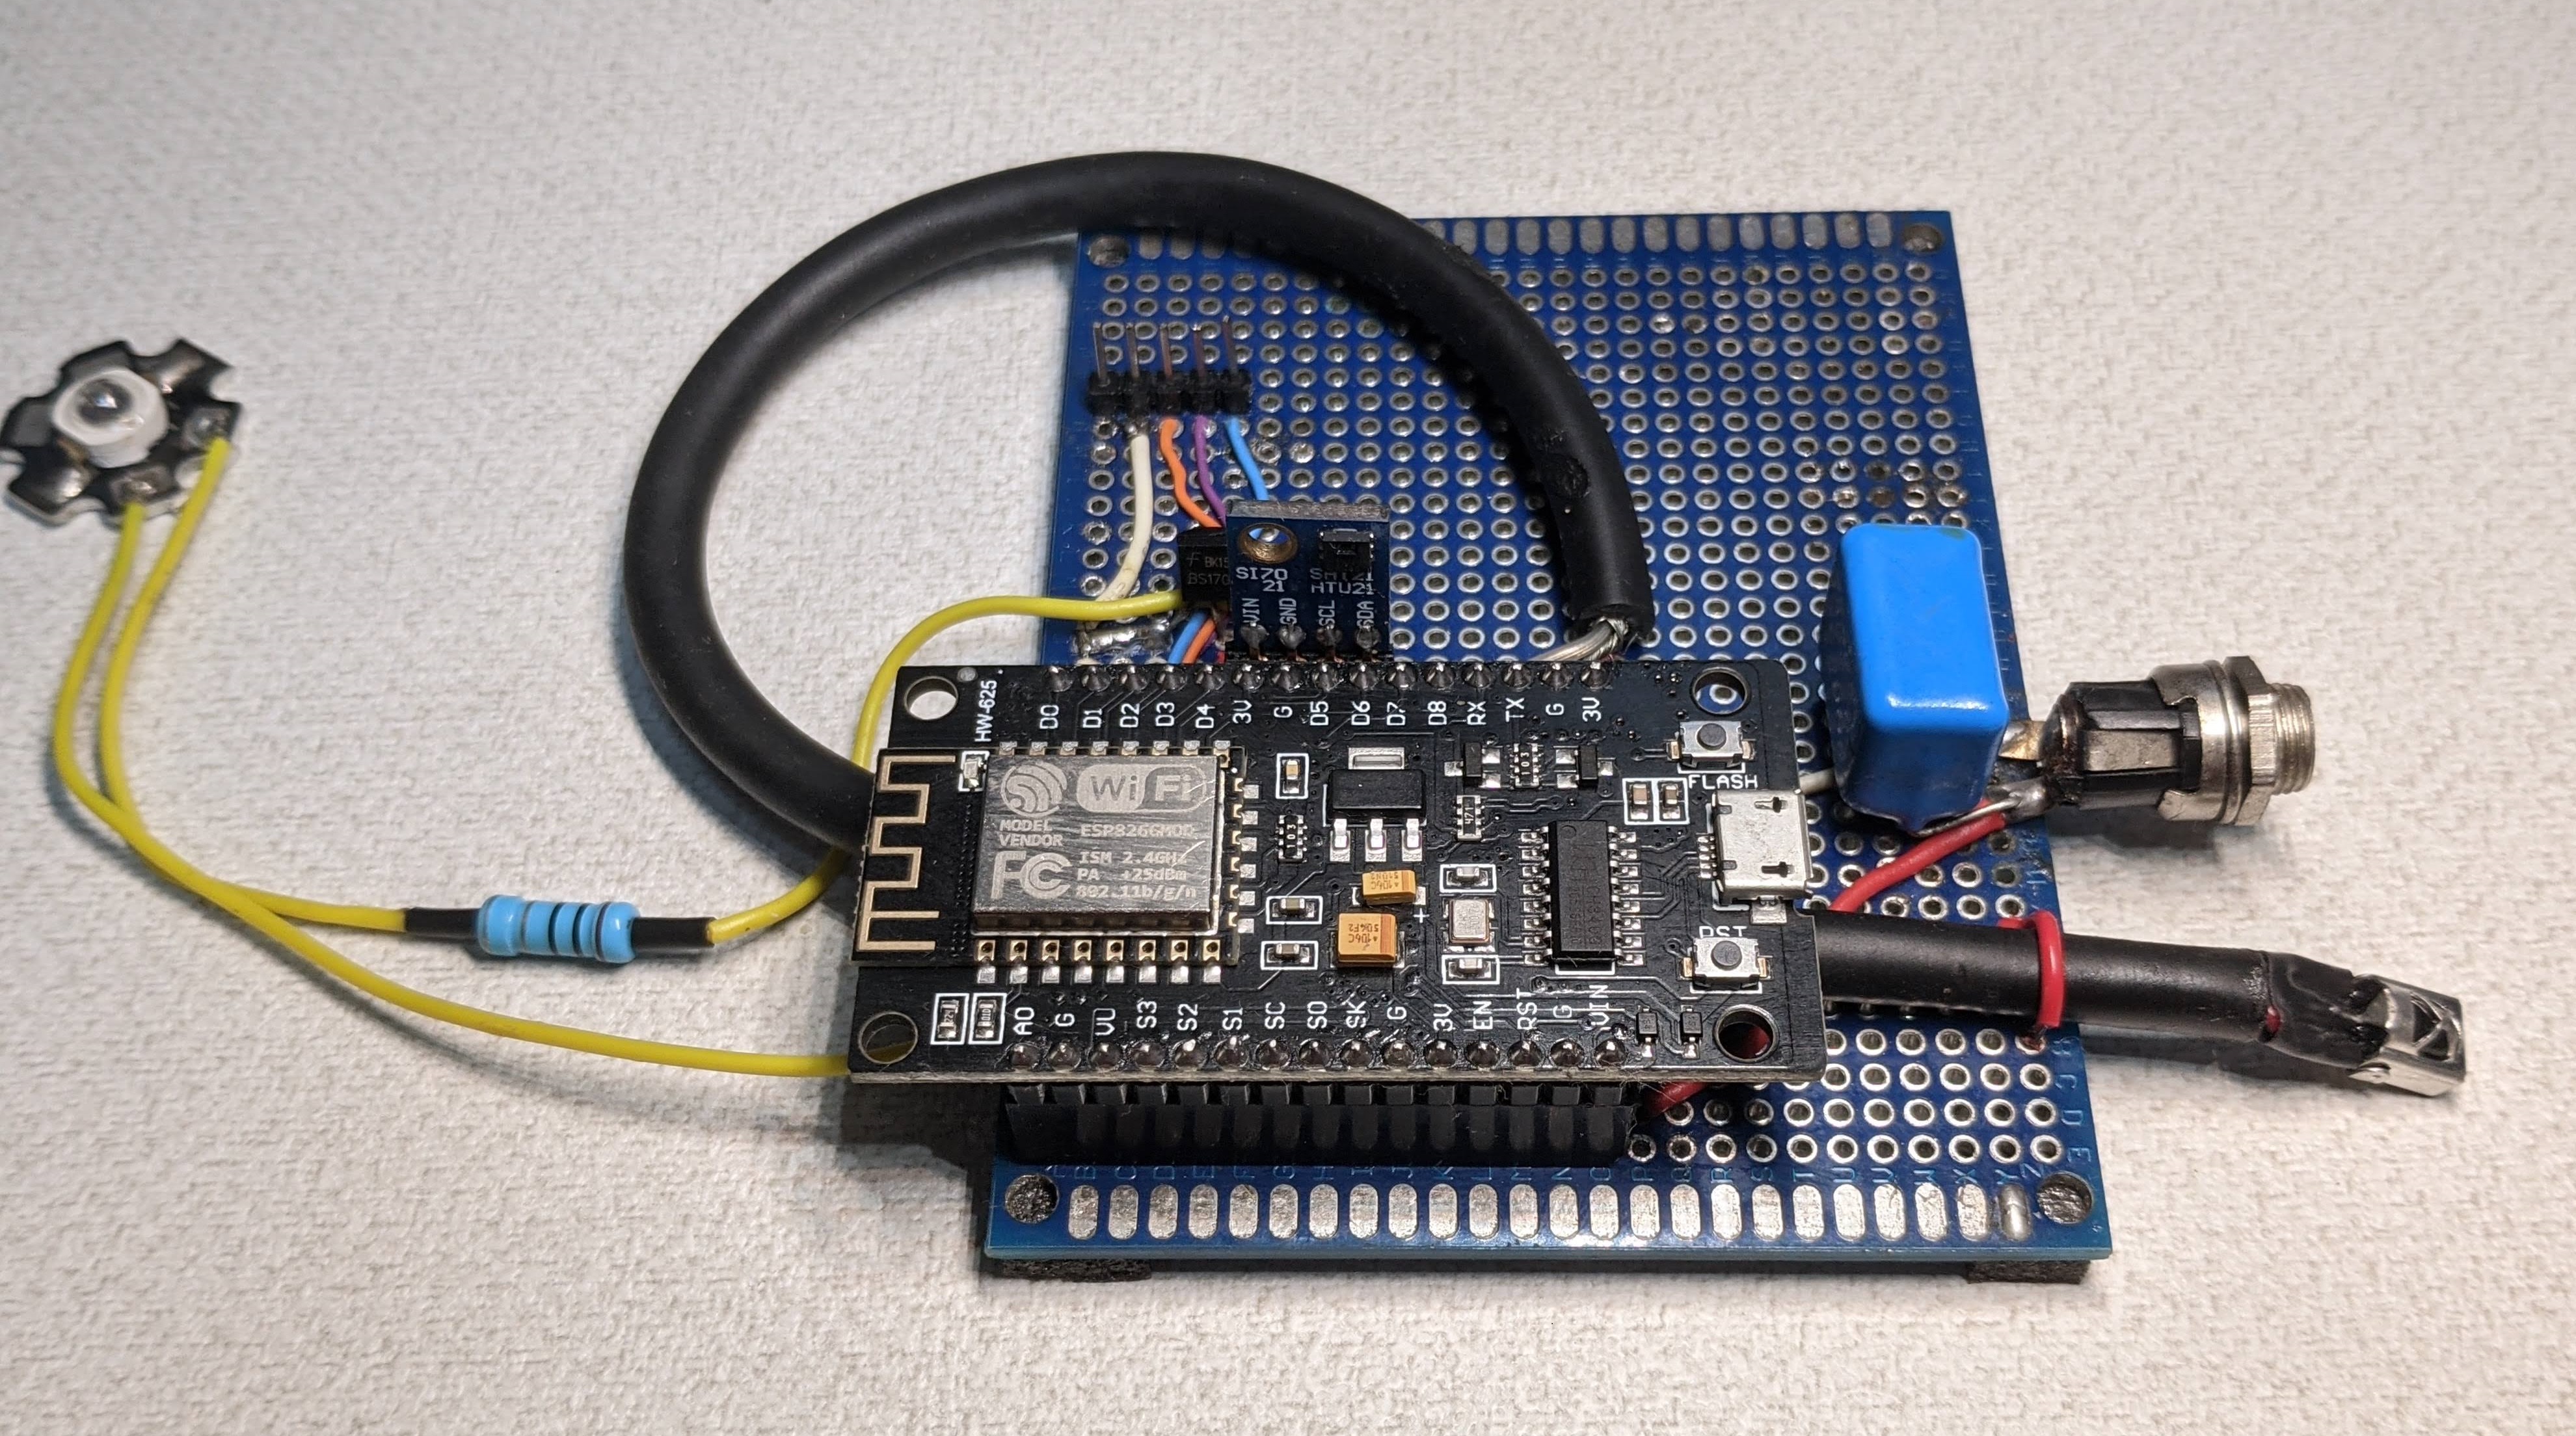 BS170
SI70
21
HTU21
VIN
GND
SCL
SDA
HW-625
D0
D1
D2
D3
D4
3V
G
D5
D6
D7
D8
RX
TX
G
3V
FLASH
WiFi
MODEL
VENDOR
ESP8266MOD
FC
ISM 2.4GHz
PA +25dBm
802.11b/g/n
RST
A0
G
VU
S3
S2
S1
SC
S0
SK
G
3V
EN
RST
G
VIN
B
C
D
E